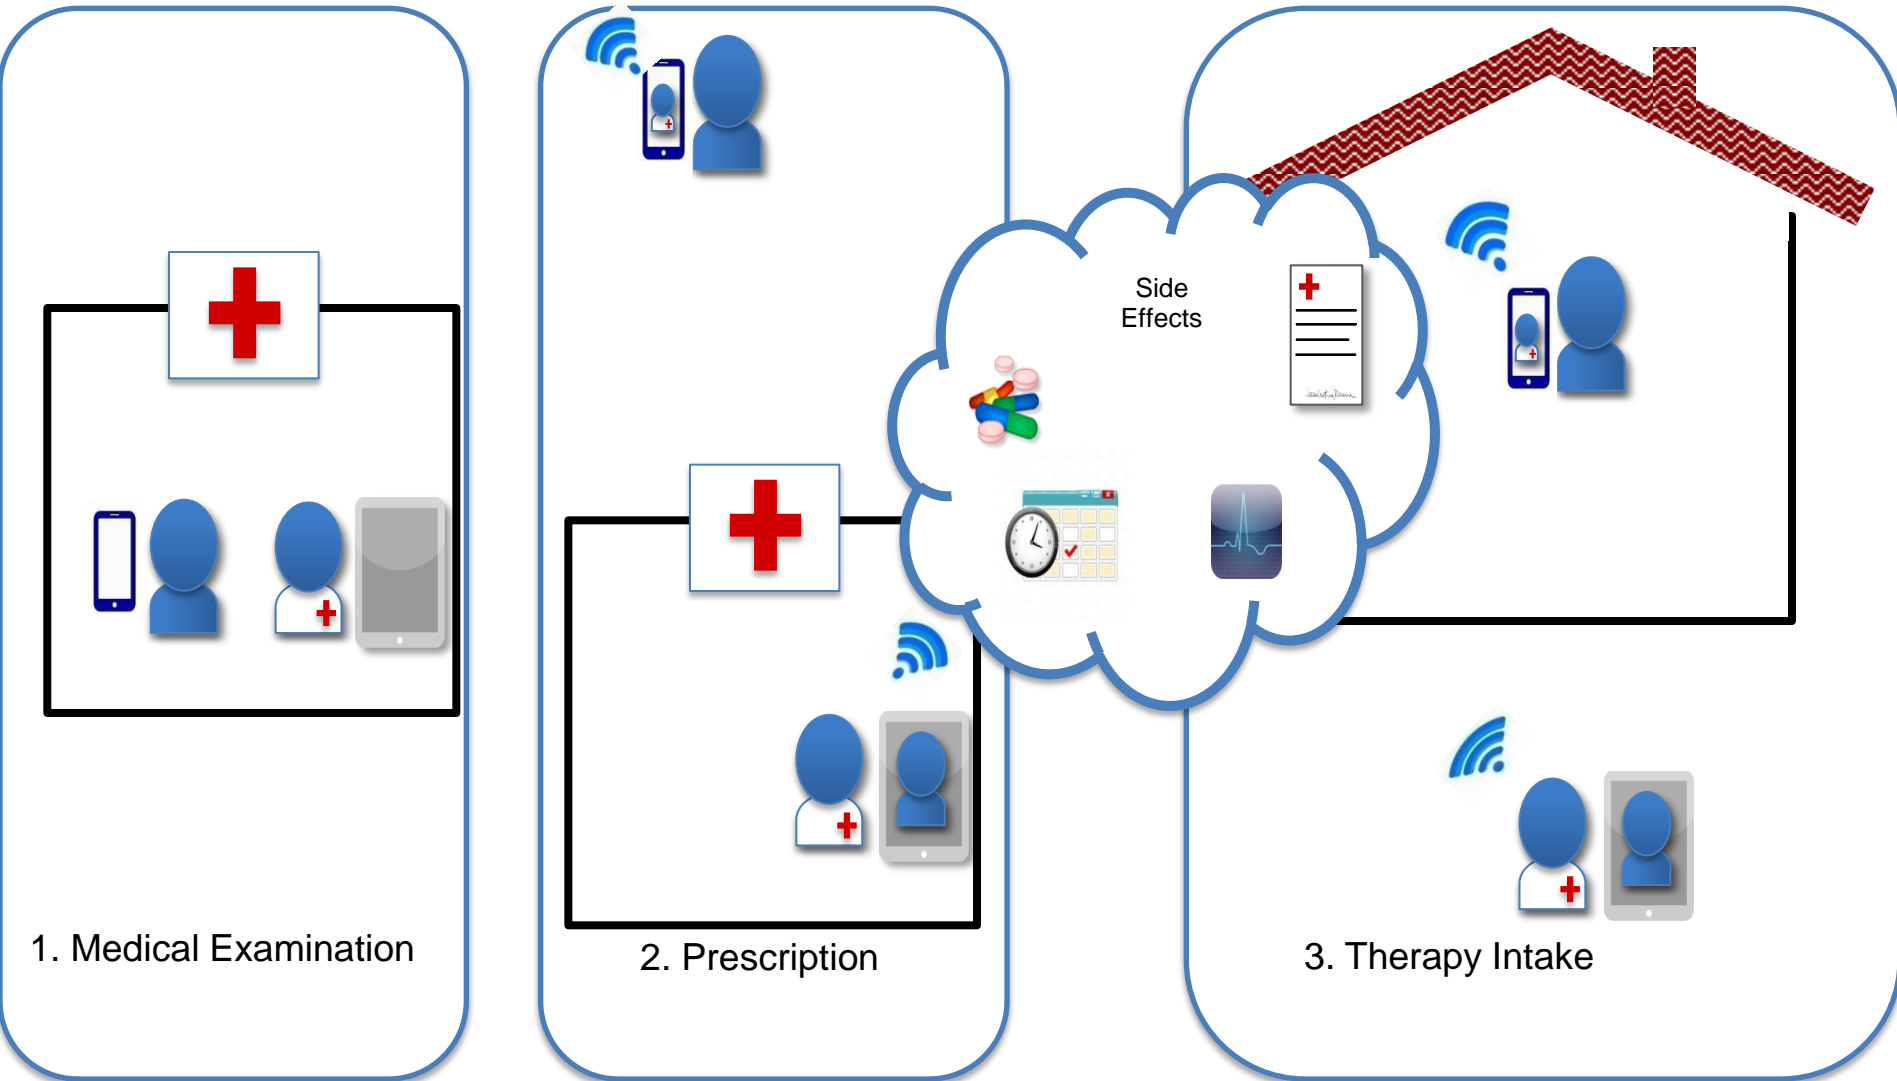 Side
Effects
1. Medical Examination
2. Prescription
3. Therapy Intake